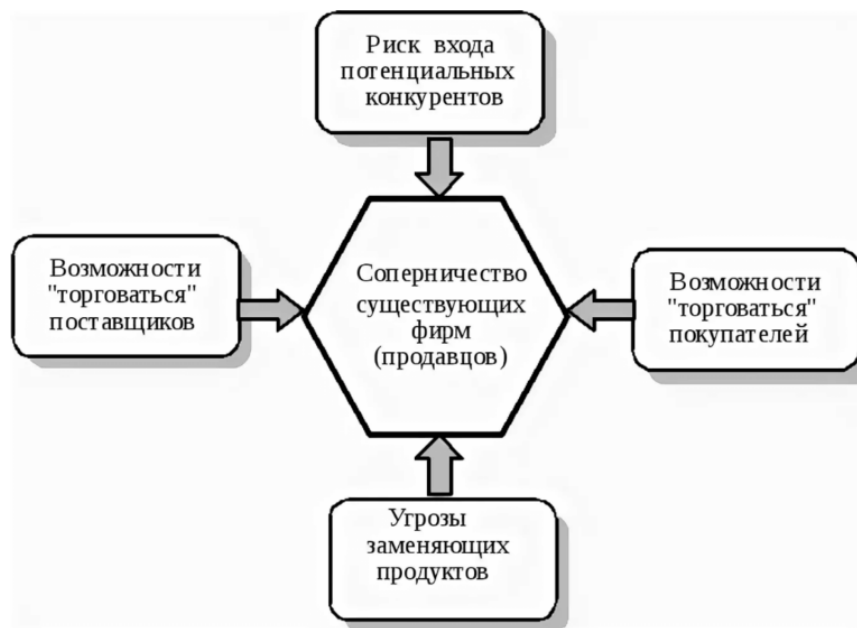 Риск входа
потенциальных
конкурентов
Возможности
"торговаться"
поставщиков
Соперничество
существующих
фирм
(продавцов)
Возможности
"торговаться"
покупателей
Угрозы
заменяющих
продуктов